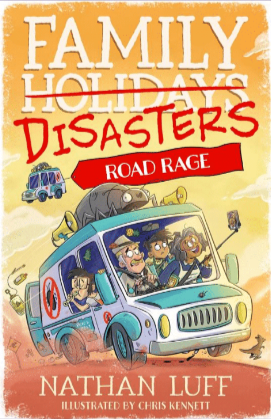 FAMILY
HOLIDAYS
DiSASTERS
ROAD RAGE
NATHAN LUFF
ILLUSTRATED BY CHRIS KENNETT